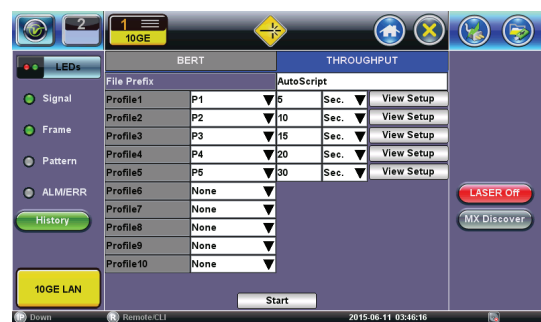 2
1
10GE
LEDs
BERT
THROUGHPUT
File Prefix
AutoScript
Signal
Profile1 P1 5 Sec. View Setup
Profile2 P2 10 Sec. View Setup
Frame
Profile3 P3 15 Sec. View Setup
Profile4 P4 20 Sec. View Setup
Pattern
Profile5 P5 30 Sec. View Setup
ALM/ERR
Profile6 None
LASER Off
Profile7 None
History
MX Discover
Profile8 None
Profile9 None
Profile10 None
10GE LAN
Start
IP Down
R Remote/CLI
2015-06-11 03:46:16